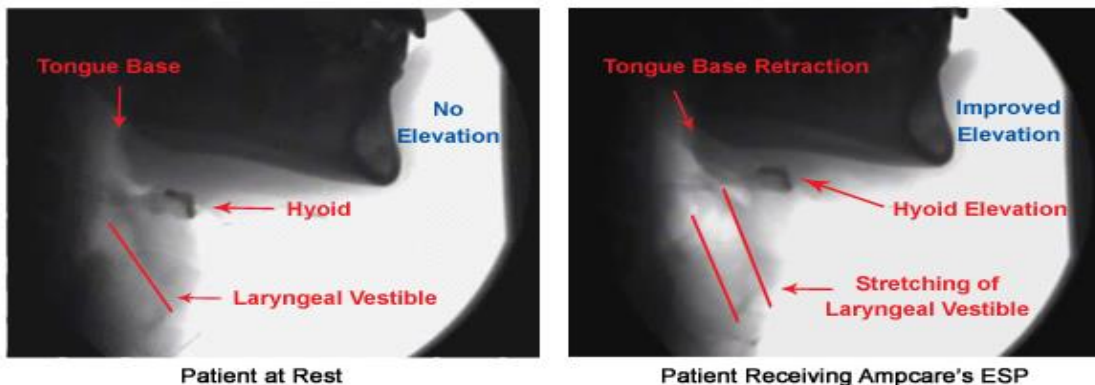 Tongue Base
No
Elevation
Hyoid
Laryngeal Vestible
Patient at Rest
Tongue Base Retraction
Improved
Elevation
Hyoid Elevation
Stretching of
Laryngeal Vestible
Patient Receiving Ampcare's ESP